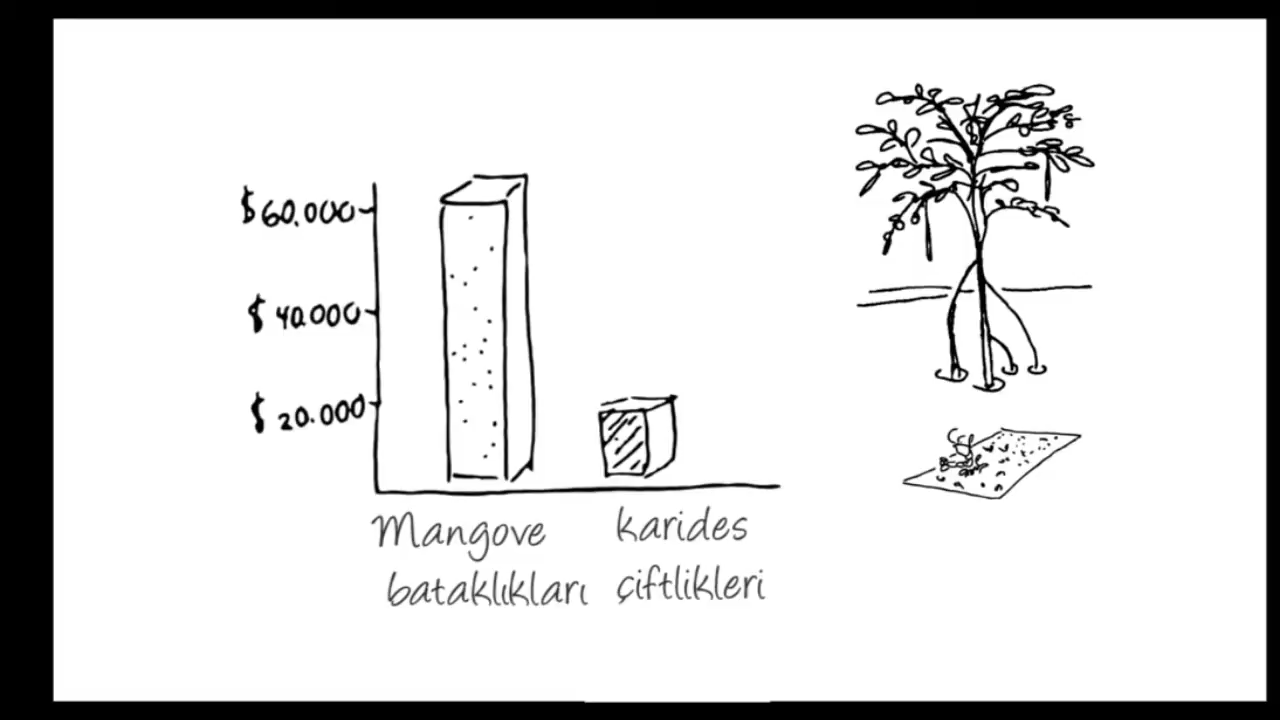 $ 60.000
$ 40.000
$ 20.000
Mangove bataklıkları
karides çiftlikleri